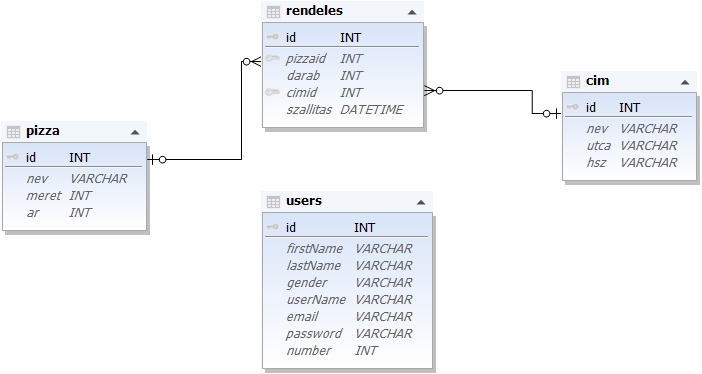 rendeles
id INT
pizzaid INT
darab INT
cimid INT
szallitas DATETIME
cim
id INT
nev VARCHAR
utca VARCHAR
hsz VARCHAR
pizza
id INT
nev VARCHAR
meret INT
ar INT
users
id INT
firstName VARCHAR
lastName VARCHAR
gender VARCHAR
userName VARCHAR
email VARCHAR
password VARCHAR
number INT